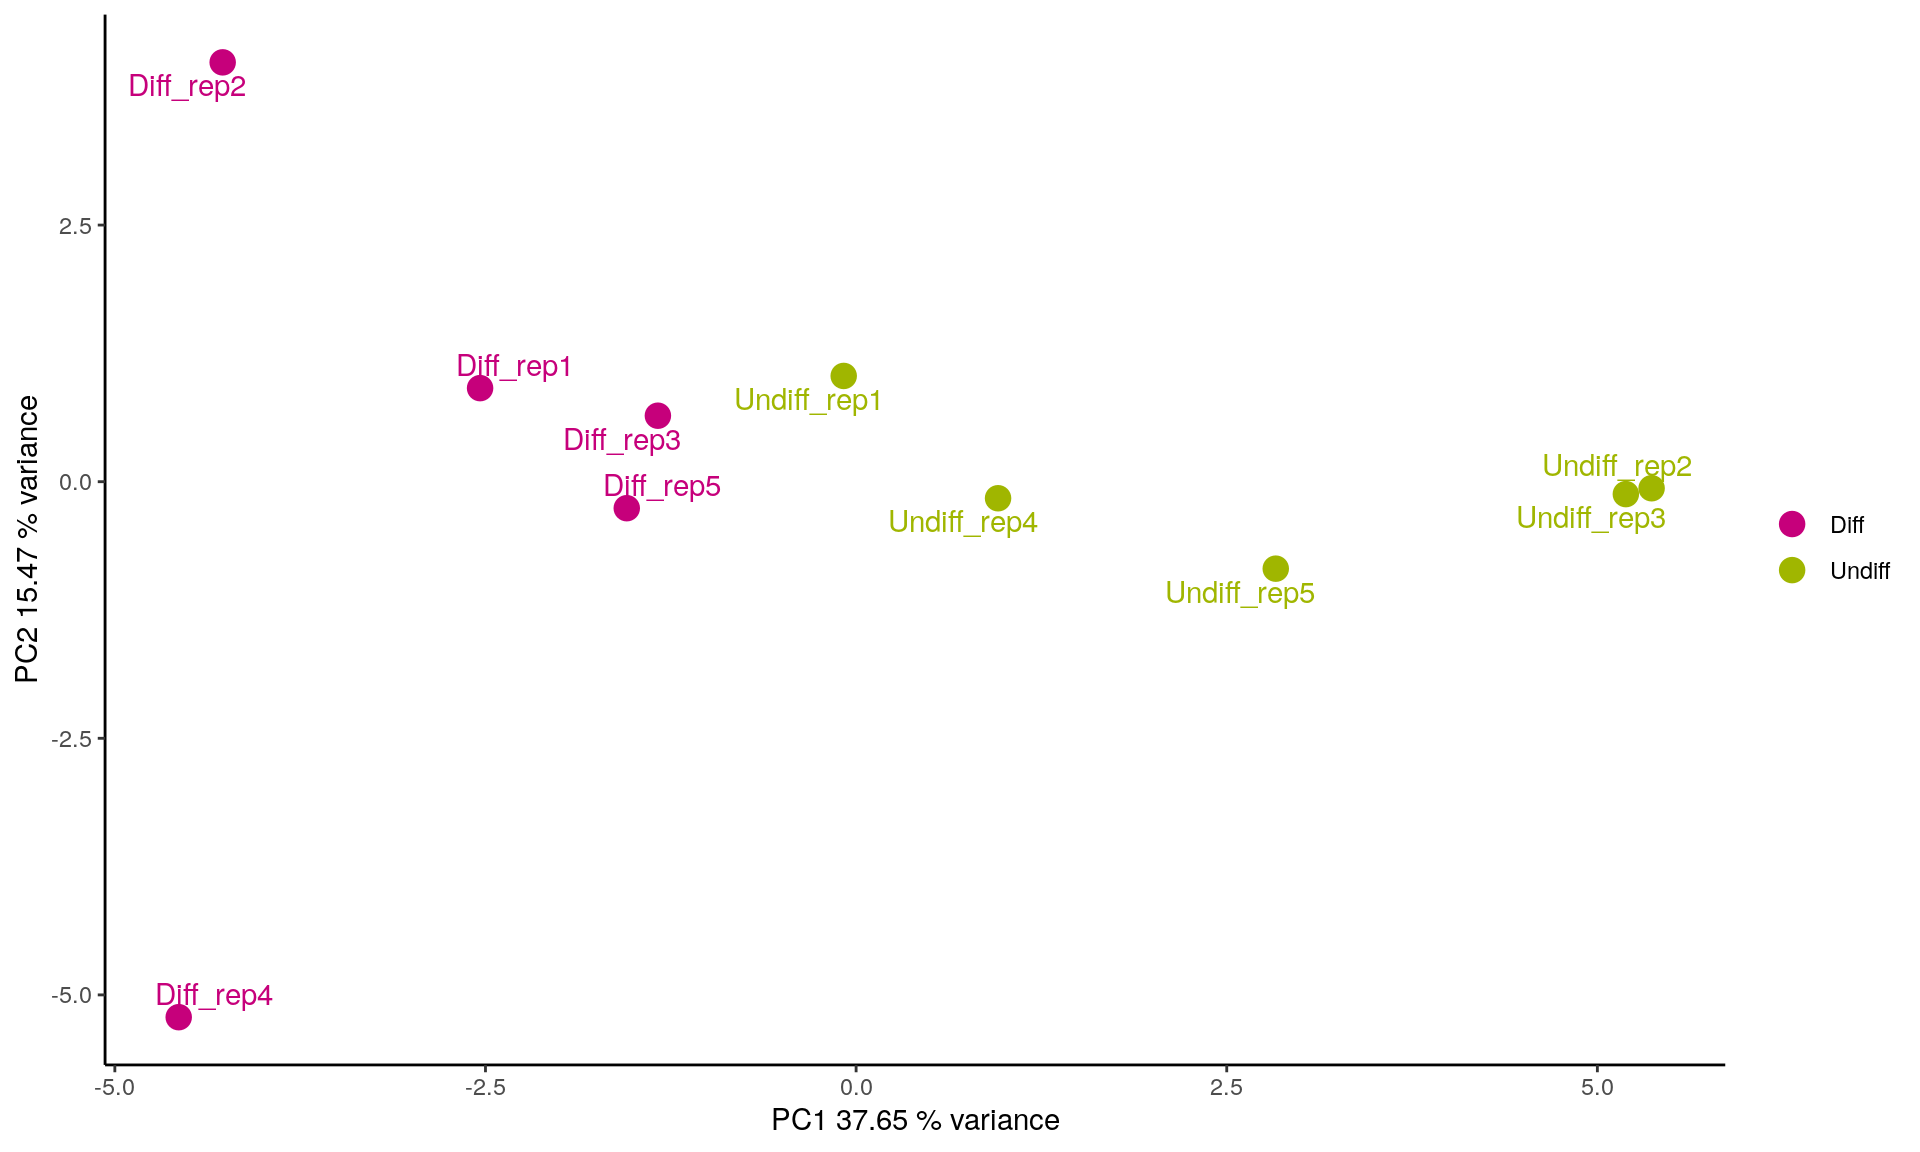 Diff_rep2
2.5
Diff_rep1
Undiff_rep1
Diff_rep3
Undiff_rep2
0.0
Diff_rep5
Undiff_rep4
Undiff_rep3
Diff
Undiff_rep5
Undiff
PC2 15.47 % variance
-2.5
-5.0
Diff_rep4
-5.0
-2.5
0.0
2.5
5.0
PC1 37.65 % variance